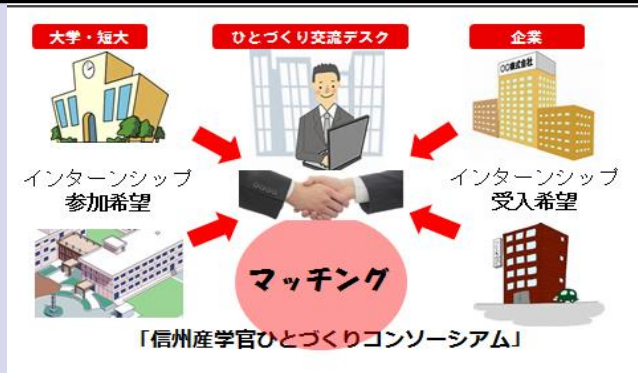 大学・短大
ひとづくり交流デスク
企業
○○株式会社
インターンシップ
参加希望
インターンシップ
受入希望
マッチング
「信州産学官ひとづくりコンソーシアム」